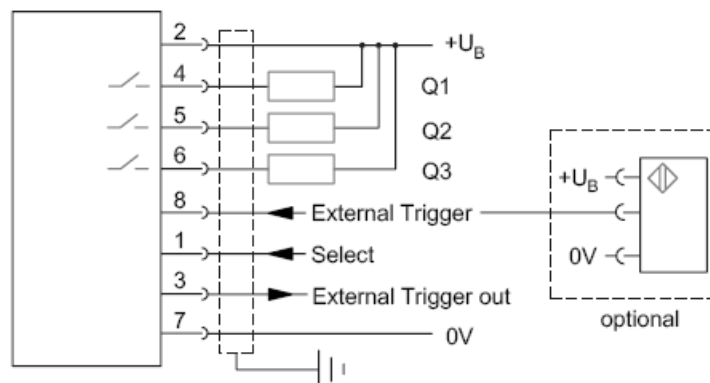 2 +U_B
4 Q1
5 Q2
6 Q3
+U_B
8 External Trigger
1 Select
0V
3 External Trigger out
optional
7 0V